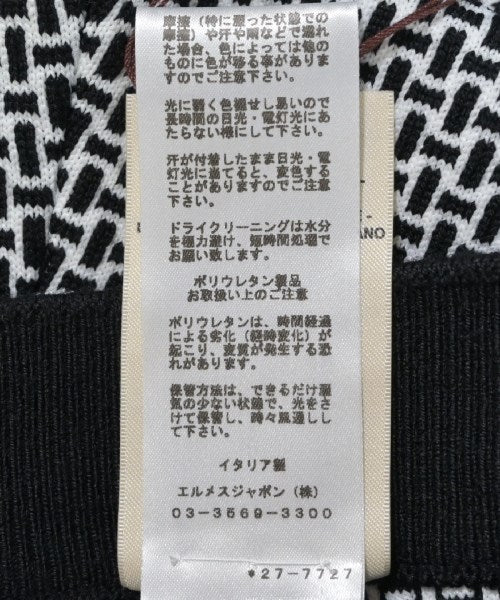 摩擦（特に湿った状態での
摩擦）や汗や雨などで濡れ
た場合、色によっては他の
ものに色が移る事がありま
すのでご注意下さい。
光に弱く色褪せし易いので
長時間の日光・電灯光にあ
たらない様にして下さい。
汗が付着したまま日光・電
灯光に当てると、変色する
ことがありますのでご注意
下さい。
ドライクリーニングは水分
を極力避け、短時間処理で
お願い致します。
ポリウレタン製品
お取扱い上のご注意
ポリウレタンは、時間経過
による劣化（経時変化）が
起こり、変質が発生する恐
れがあります。
保管方法は、できるだけ湿
気の少ない状態で、光をさ
けて保管し、時々風通しし
て下さい。
イタリア製
エルメスジャポン（株）
03-3569-3300
*27-7727
ANO